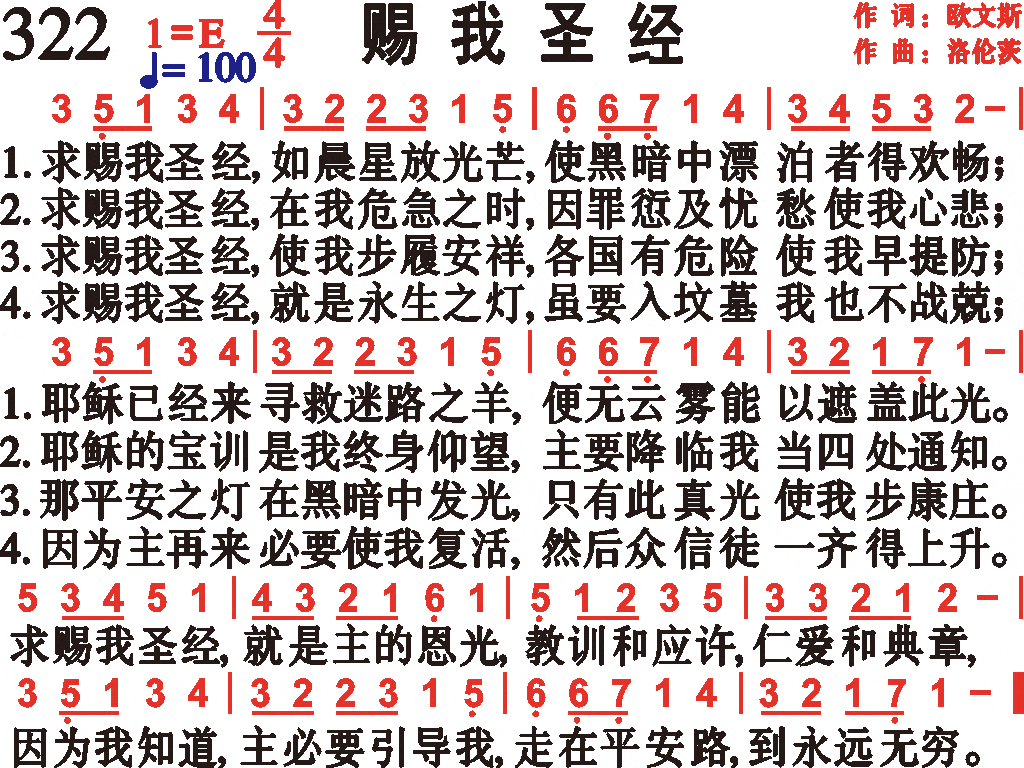 322 1=E 4/4 赐我圣经 作词：欧文斯
♩= 100 作曲：洛伦茨
3 5 1 3 4 | 3 2 2 3 1 5 | 6 6 7 1 4 | 3 4 5 3 2 – |
1. 求赐我圣经, 如晨星放光芒, 使黑暗中漂泊者得欢畅；
2. 求赐我圣经, 在我危急之时, 因罪愆及忧愁使我心悲；
3. 求赐我圣经, 使我步履安祥, 各国有危险使我早提防；
4. 求赐我圣经, 就是永生之灯, 虽要入坟墓我也不战兢；
3 5 1 3 4 | 3 2 2 3 1 5 | 6 6 7 1 4 | 3 2 1 7 1 – |
1. 耶稣已经来寻救迷路之羊, 便无云雾能以遮盖此光。
2. 耶稣的宝训是我终身仰望, 主要降临我当四处通知。
3. 那平安之灯在黑暗中发光, 只有此真光使我步康庄。
4. 因为主再来必要使我复活, 然后众信徒一齐得上升。
5 3 4 5 1 | 4 3 2 1 6 1 | 5 1 2 3 5 | 3 3 2 1 2 – |
求赐我圣经, 就是主的恩光, 教训和应许, 仁爱和典章,
3 5 1 3 4 | 3 2 2 3 1 5 | 6 6 7 1 4 | 3 2 1 7 1 –
因为我知道, 主必要引导我, 走在平安路, 到永远无穷。